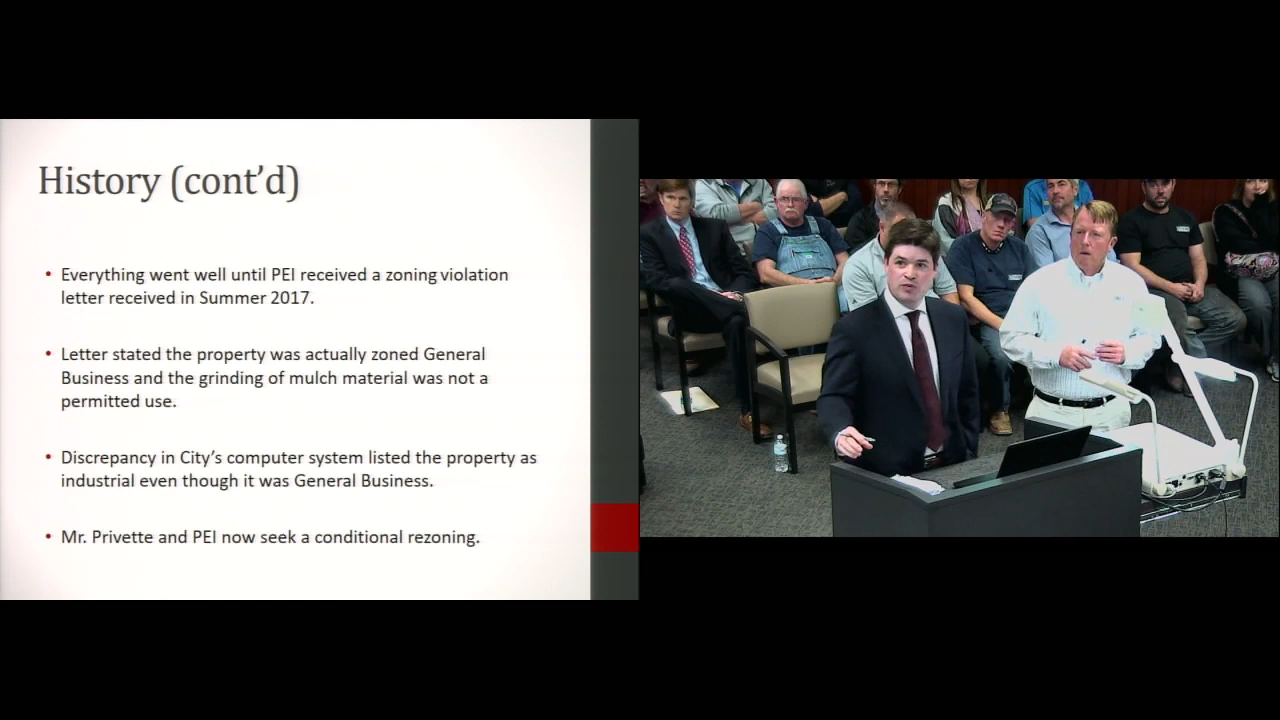 History (cont’d)
• Everything went well until PEI received a zoning violation
letter received in Summer 2017.
• Letter stated the property was actually zoned General
Business and the grinding of mulch material was not a
permitted use.
• Discrepancy in City’s computer system listed the property as
industrial even though it was General Business.
• Mr. Privette and PEI now seek a conditional rezoning.